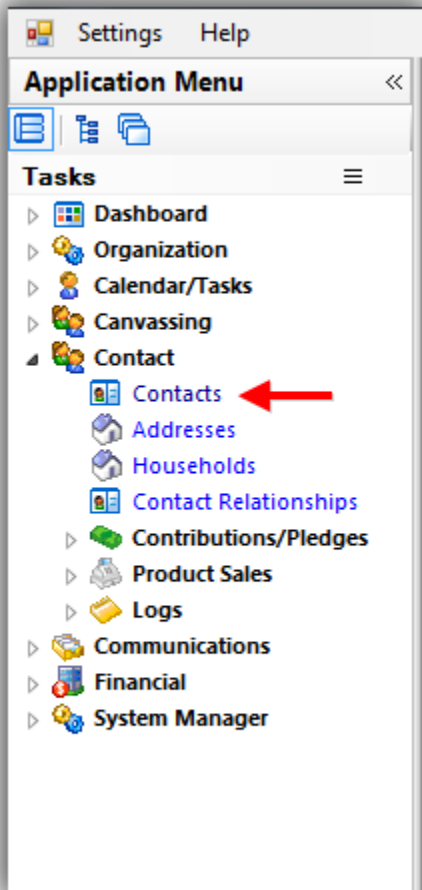 Settings Help
Application Menu
Tasks
Dashboard
Organization
Calendar/Tasks
Canvassing
Contact
Contacts
Addresses
Households
Contact Relationships
Contributions/Pledges
Product Sales
Logs
Communications
Financial
System Manager